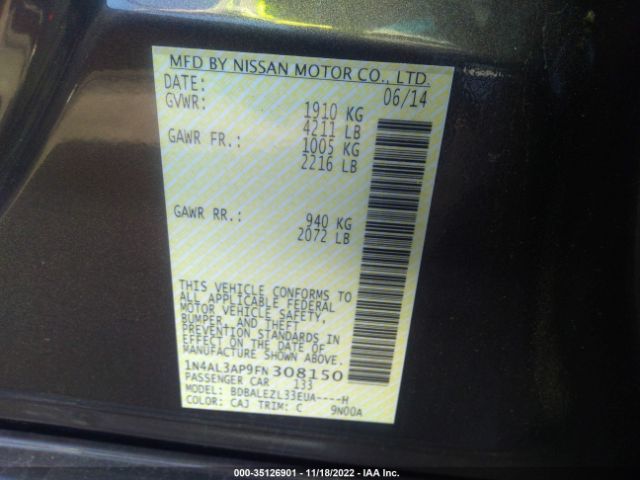 MFD BY NISSAN MOTOR CO., LTD.
DATE: 06/14
GVWR: 1910 KG
4211 LB
GAWR FR.: 1005 KG
2216 LB
GAWR RR.: 940 KG
2072 LB
THIS VEHICLE CONFORMS TO
ALL APPLICABLE FEDERAL
MOTOR VEHICLE SAFETY,
BUMPER, AND THEFT
PREVENTION STANDARDS IN
EFFECT ON THE DATE OF
MANUFACTURE SHOWN ABOVE.
1N4AL3AP9FN308150
PASSENGER CAR 133
MODEL: BDBALEZL33EUA----H
COLOR: CAJ TRIM: C 9N00A
000-35126901 - 11/18/2022 - IAA Inc.